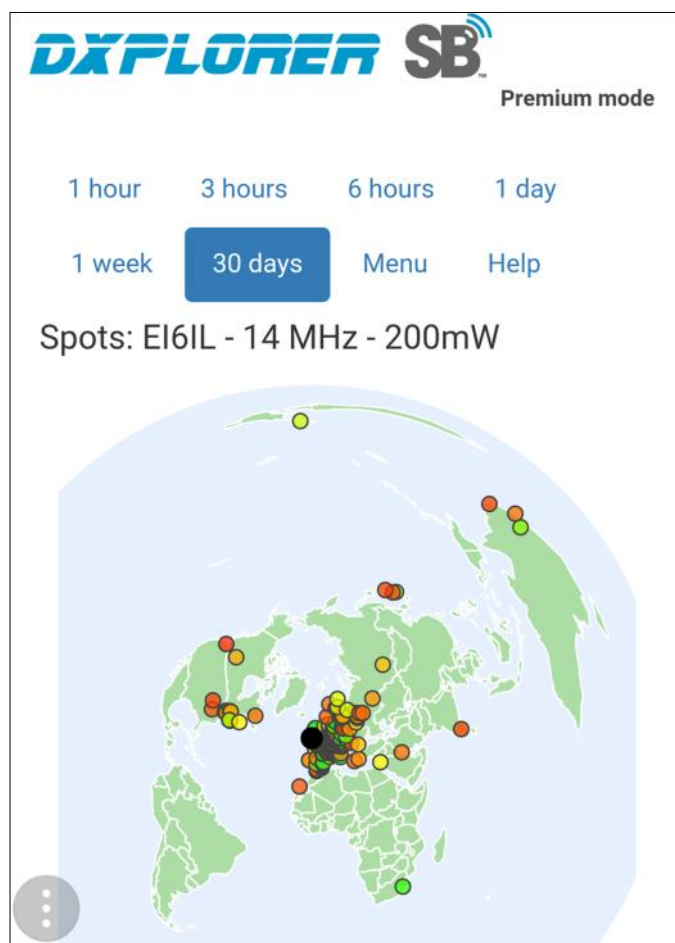 DXPLORER SB™
Premium mode
1 hour 3 hours 6 hours 1 day
1 week 30 days Menu Help
Spots: EI6IL - 14 MHz - 200mW